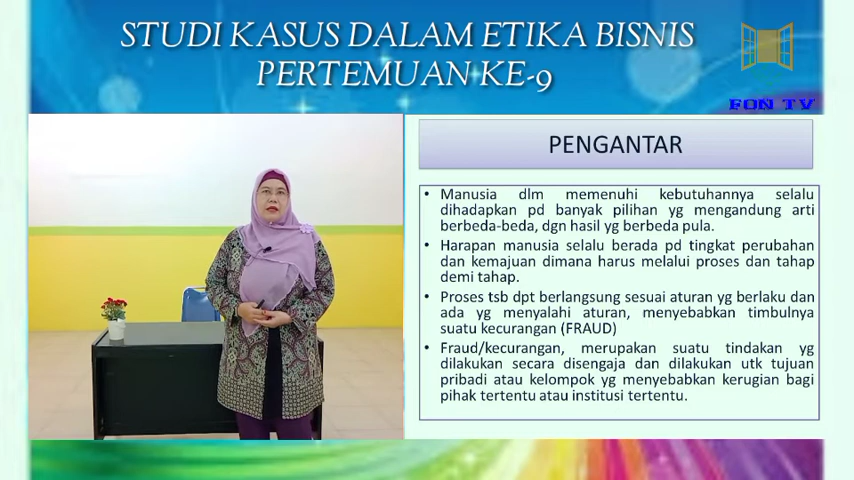 STUDI KASUS DALAM ETIKA BISNIS
PERTEMUAN KE-9
FON TV
PENGANTAR
• Manusia dlm memenuhi kebutuhannya selalu
dihadapkan pd banyak pilihan yg mengandung arti
berbeda-beda, dgn hasil yg berbeda pula.
• Harapan manusia selalu berada pd tingkat perubahan
dan kemajuan dimana harus melalui proses dan tahap
demi tahap.
• Proses tsb dpt berlangsung sesuai aturan yg berlaku dan
ada yg menyalahi aturan, menyebabkan timbulnya
suatu kecurangan (FRAUD)
• Fraud/kecurangan, merupakan suatu tindakan yg
dilakukan secara disengaja dan dilakukan utk tujuan
pribadi atau kelompok yg menyebabkan kerugian bagi
pihak tertentu atau institusi tertentu.